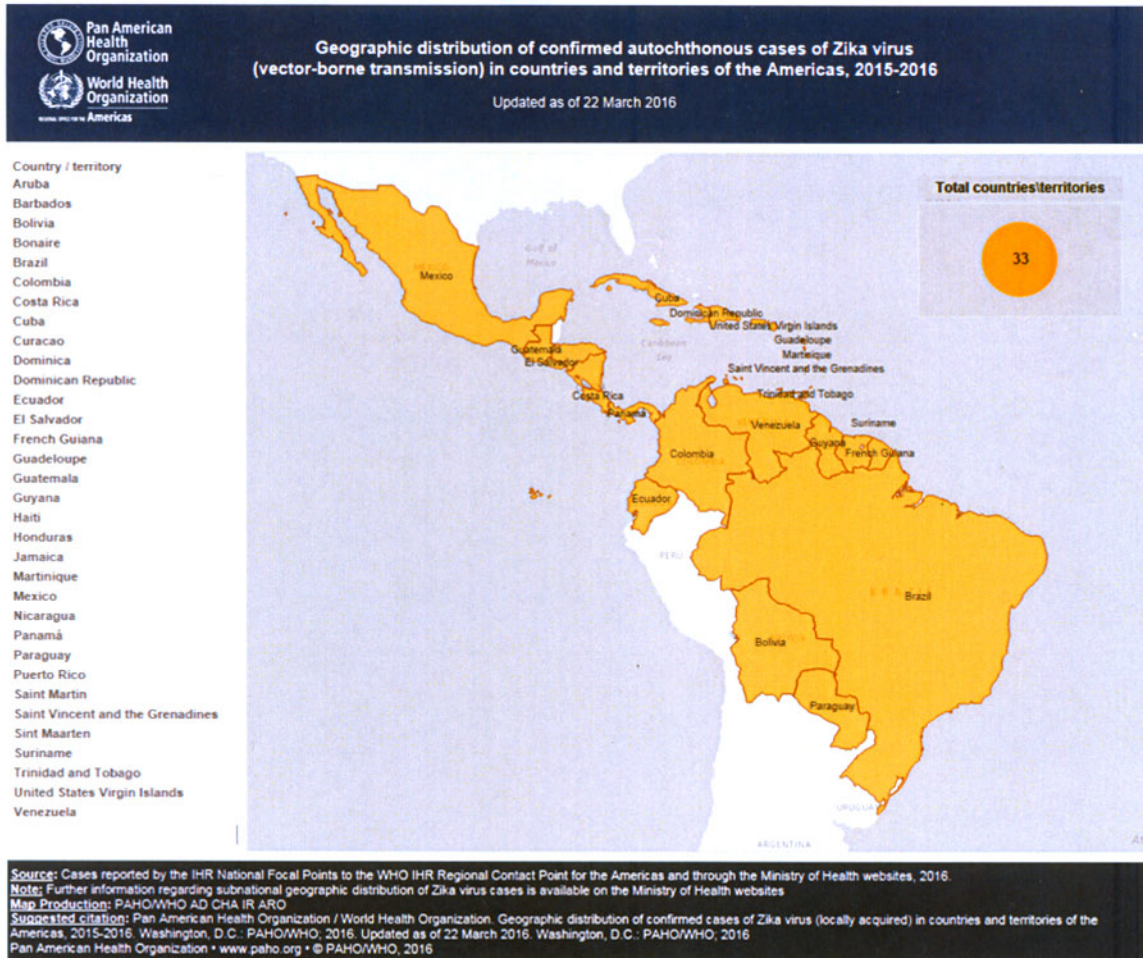 Pan American
Health
Organization
World Health
Organization
REGIONAL OFFICE FOR THE Americas
Geographic distribution of confirmed autochthonous cases of Zika virus
(vector-borne transmission) in countries and territories of the Americas, 2015-2016
Updated as of 22 March 2016
Country / territory
Aruba
Barbados
Bolivia
Bonaire
Brazil
Colombia
Costa Rica
Cuba
Curacao
Dominica
Dominican Republic
Ecuador
El Salvador
French Guiana
Guadeloupe
Guatemala
Guyana
Haiti
Honduras
Jamaica
Martinique
Mexico
Nicaragua
Panamá
Paraguay
Puerto Rico
Saint Martin
Saint Vincent and the Grenadines
Sint Maarten
Suriname
Trinidad and Tobago
United States Virgin Islands
Venezuela
Total countries\territories
33
Gulf of
Mexico
MEXICO
Mexico
Cuba
Dominican Republic
United States Virgin Islands
Guadeloupe
Caribbean
Sea
Martinique
Guatemala
El Salvador
Saint Vincent and the Grenadines
Costa Rica
Trinidad and Tobago
Panamá
Venezuela
Suriname
Guyana
Colombia
French Guiana
Ecuador
PERU
BRAZIL
Brazil
Bolivia
Paraguay
URUGUAY
ARGENTINA
Source: Cases reported by the IHR National Focal Points to the WHO IHR Regional Contact Point for the Americas and through the Ministry of Health websites, 2016.
Note: Further information regarding subnational geographic distribution of Zika virus cases is available on the Ministry of Health websites
Map Production: PAHO/WHO AD CHA IR ARO
Suggested citation: Pan American Health Organization / World Health Organization. Geographic distribution of confirmed cases of Zika virus (locally acquired) in countries and territories of the
Americas, 2015-2016. Washington, D.C.: PAHO/WHO; 2016. Updated as of 22 March 2016. Washington, D.C.: PAHO/WHO; 2016
Pan American Health Organization • www.paho.org • © PAHO/WHO, 2016